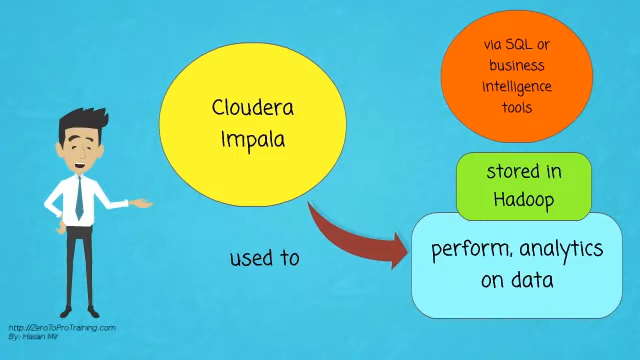 Cloudera
Impala
used to
perform, analytics
on data
stored in
Hadoop
via SQL or
business
intelligence
tools
http://ZeroToProTraining.com
By: Hasan Mir